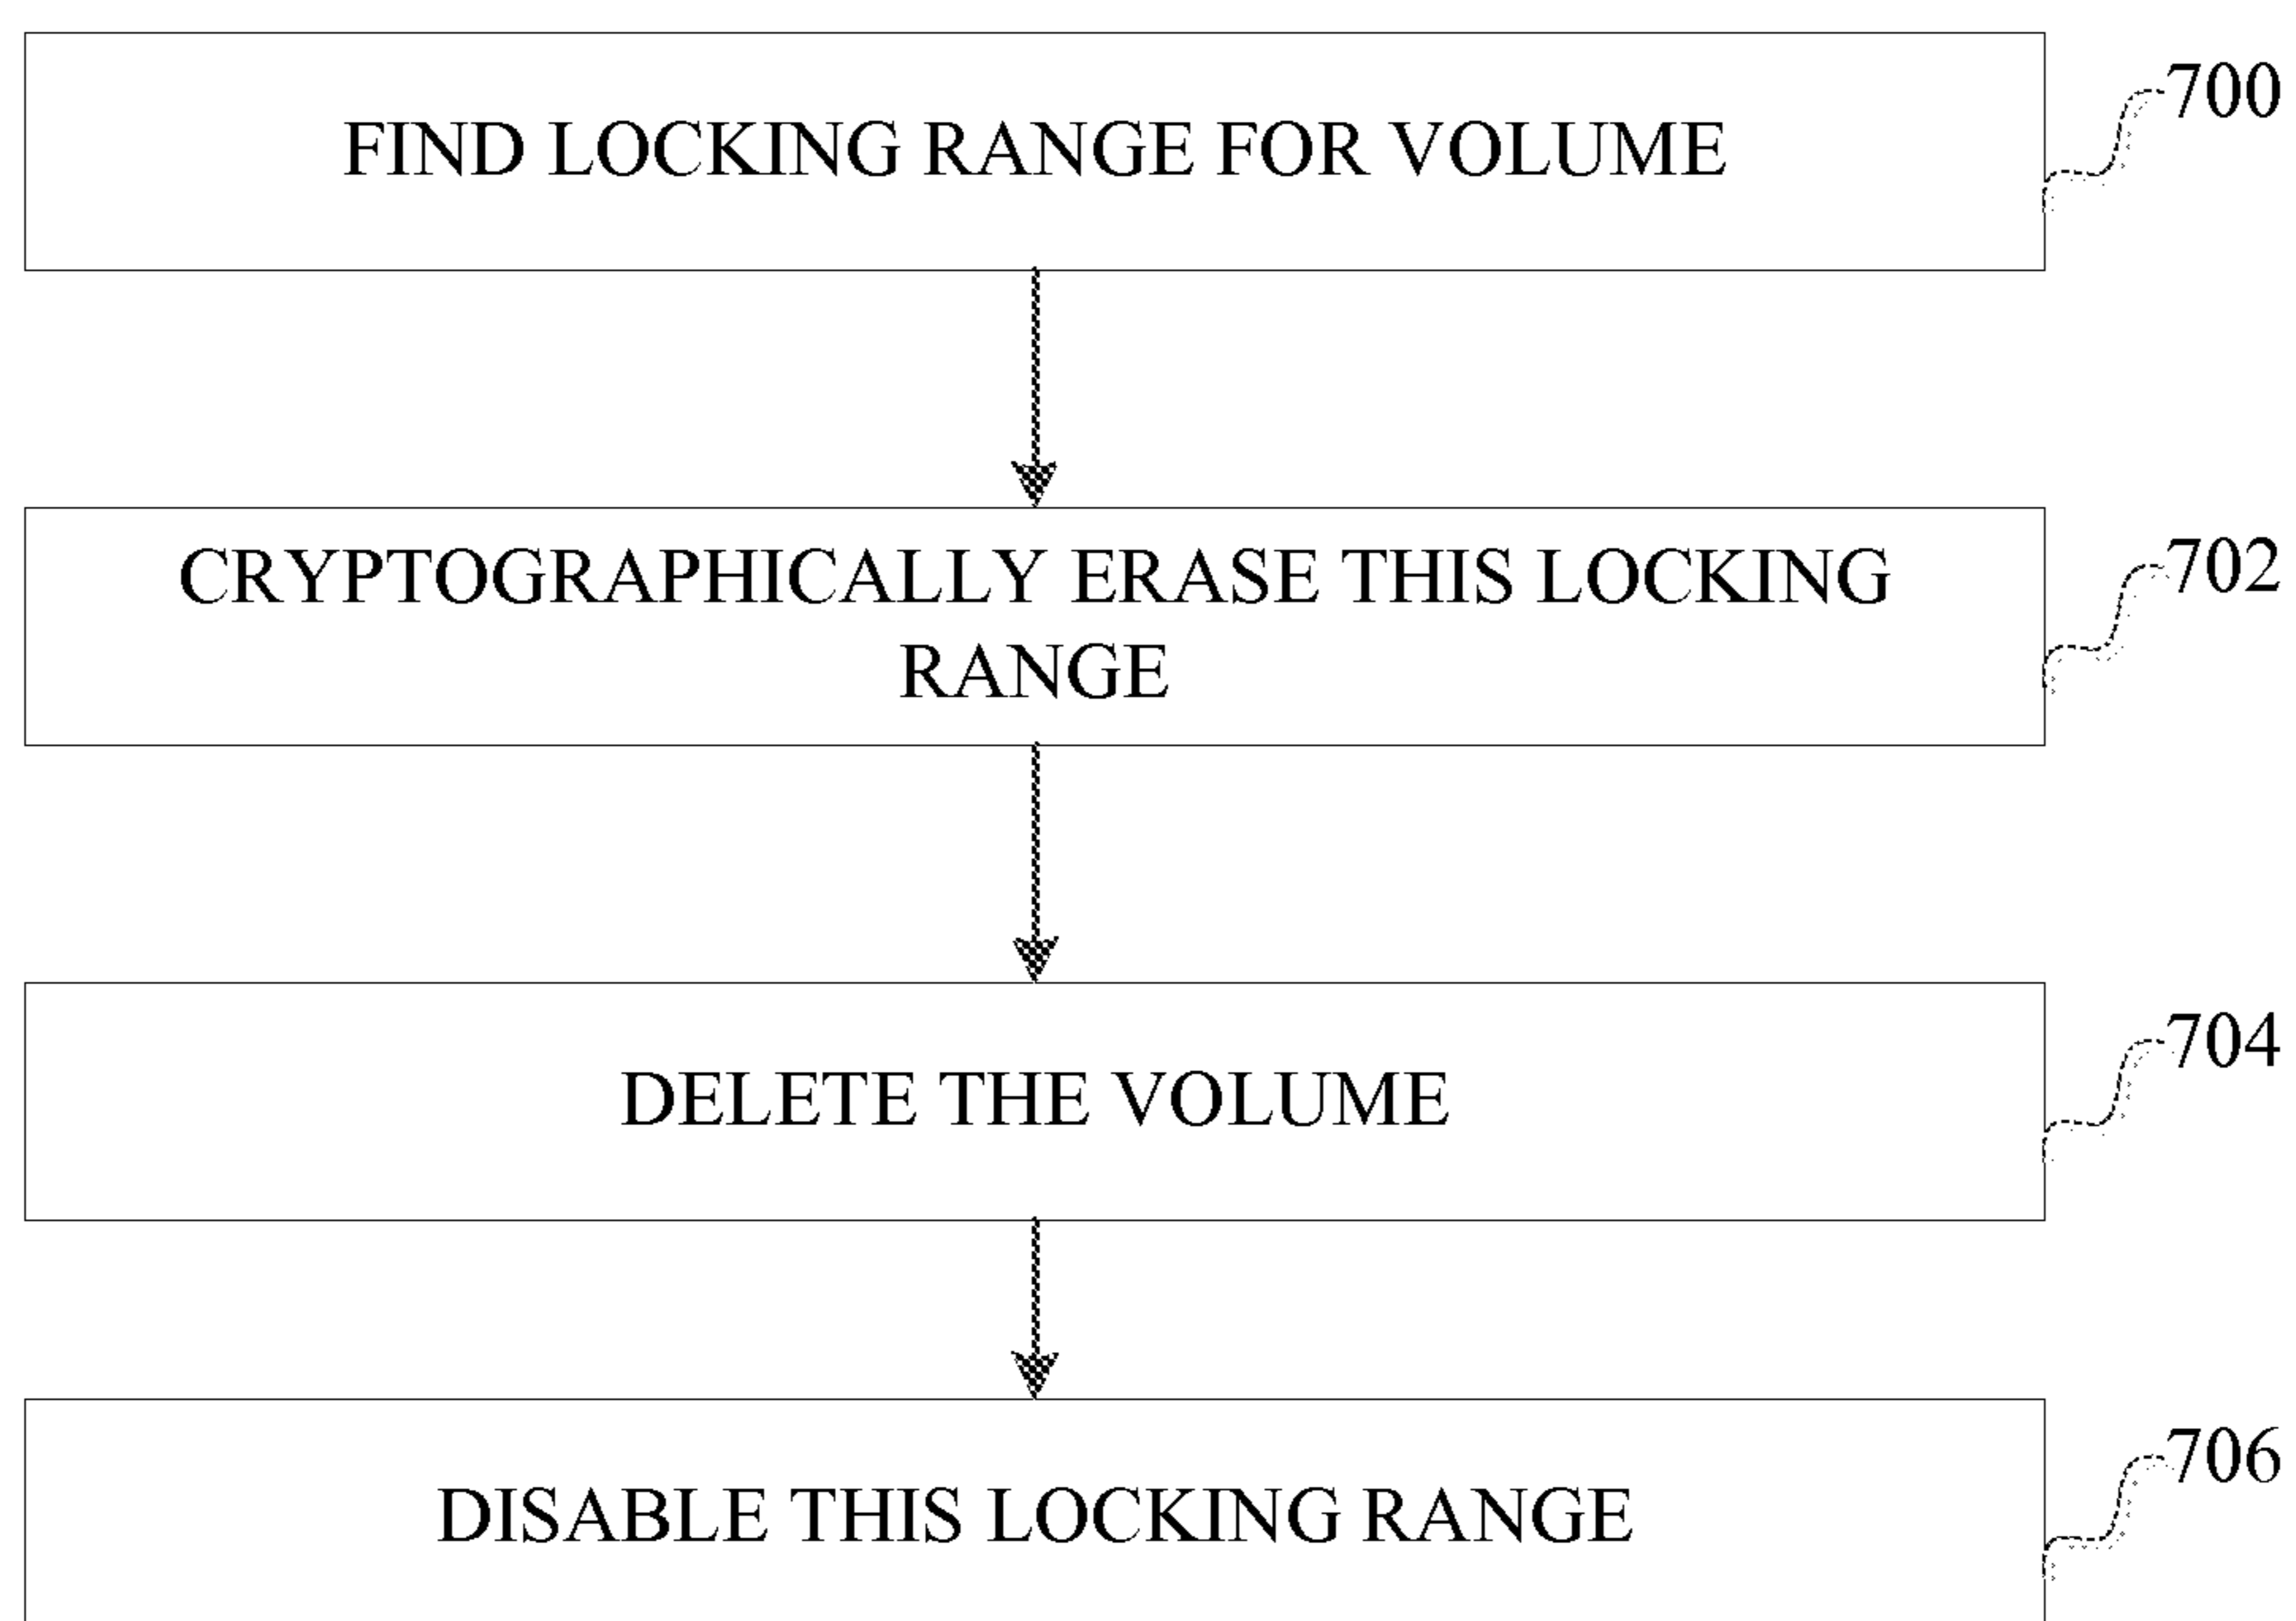 FIND LOCKING RANGE FOR VOLUME
700
CRYPTOGRAPHICALLY ERASE THIS LOCKING
RANGE
702
DELETE THE VOLUME
704
DISABLE THIS LOCKING RANGE
706